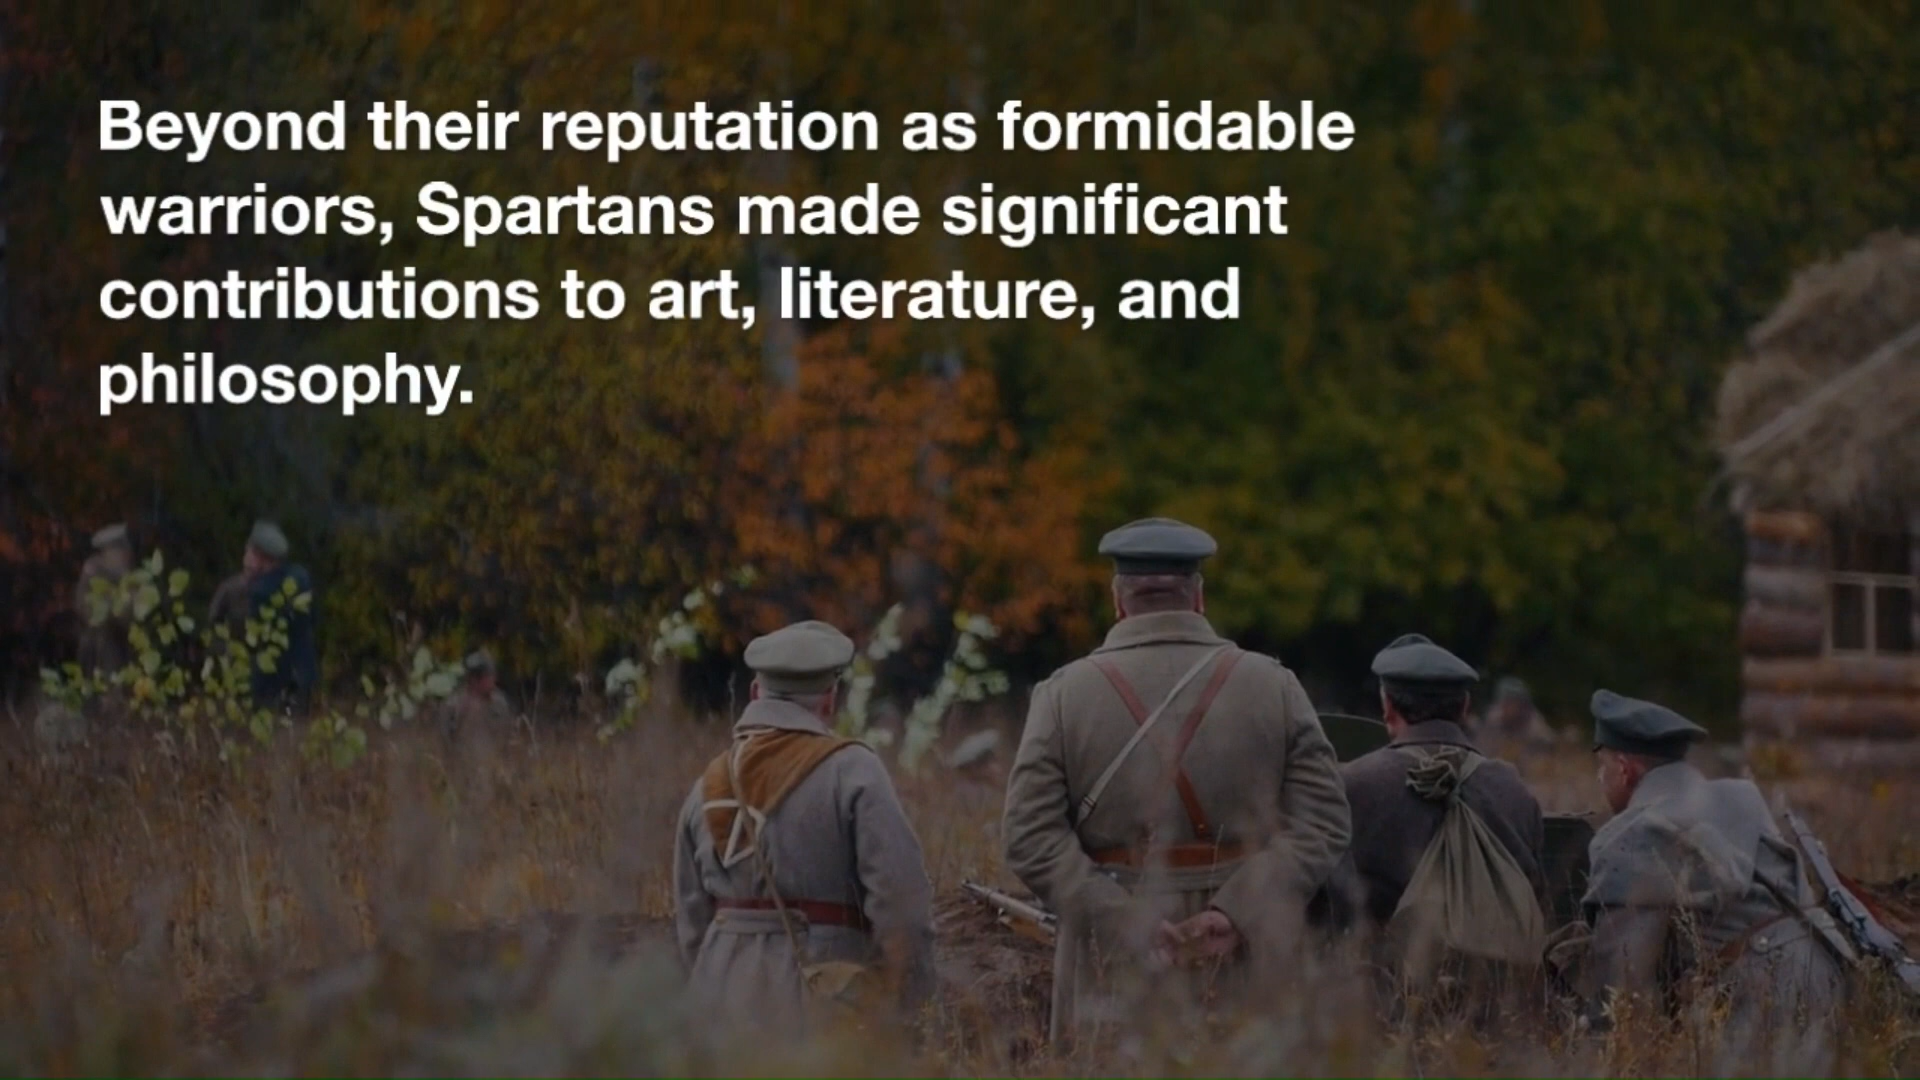 Beyond their reputation as formidable
warriors, Spartans made significant
contributions to art, literature, and
philosophy.